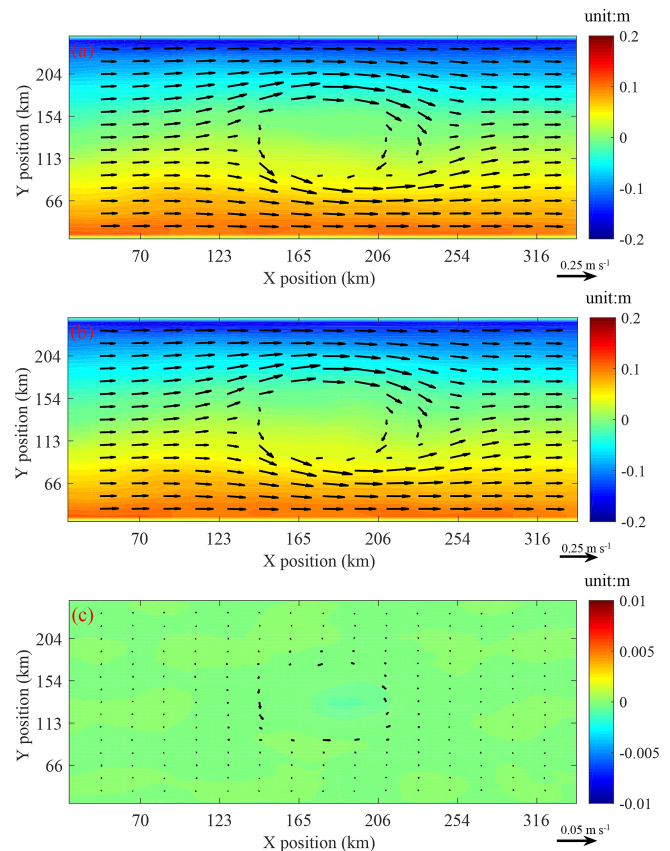 unit:m
(a)
0.2
0.1
0
-0.1
-0.2
204
154
113
66
Y position (km)
70 123 165 206 254 316
X position (km)
0.25 m s-1
unit:m
(b)
0.2
0.1
0
-0.1
-0.2
204
154
113
66
Y position (km)
70 123 165 206 254 316
X position (km)
0.25 m s-1
unit:m
(c)
0.01
0.005
0
-0.005
-0.01
204
154
113
66
Y position (km)
70 123 165 206 254 316
X position (km)
0.05 m s-1